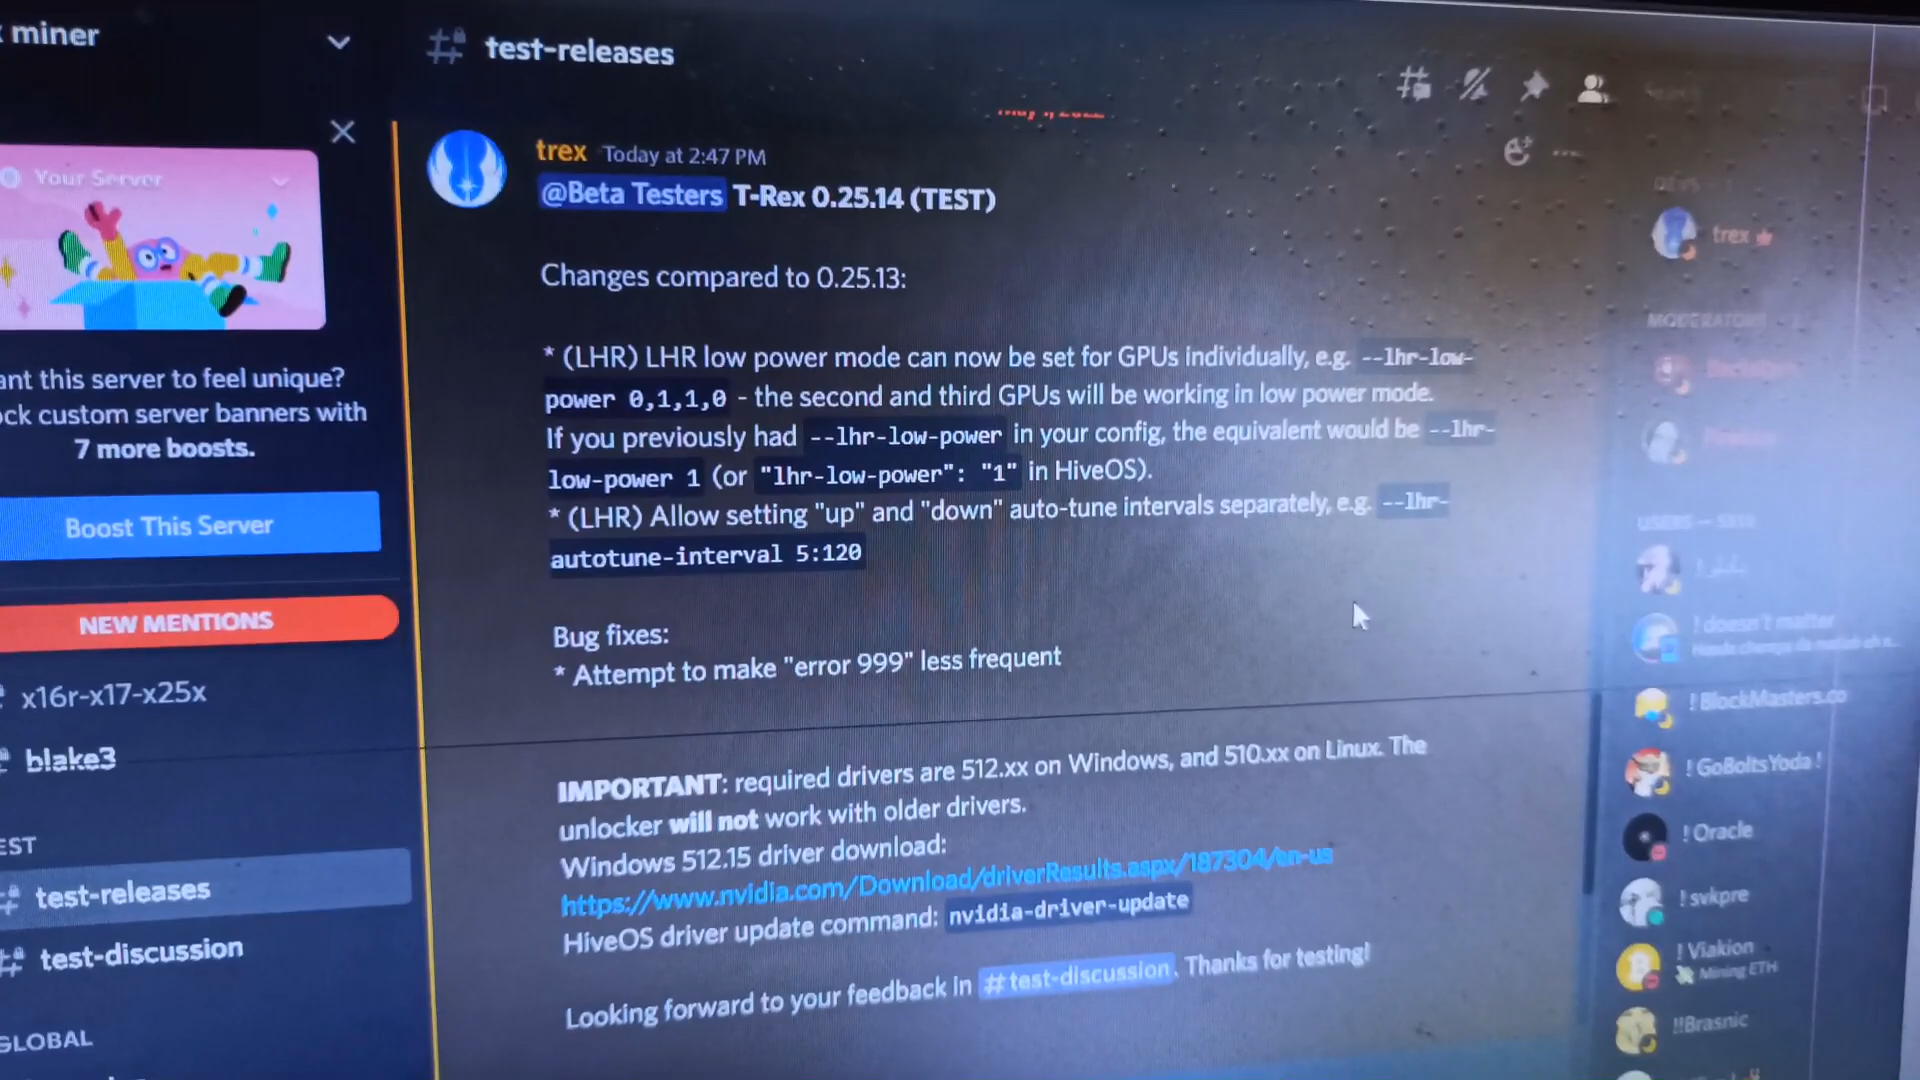 miner
test-releases
Your Server
trex Today at 2:47 PM
@Beta Testers T-Rex 0.25.14 (TEST)
Changes compared to 0.25.13:
* (LHR) LHR low power mode can now be set for GPUs individually, e.g. --lhr-low-
power 0,1,1,0 - the second and third GPUs will be working in low power mode.
If you previously had --lhr-low-power in your config, the equivalent would be --lhr-
low-power 1 (or "lhr-low-power": "1" in HiveOS).
* (LHR) Allow setting "up" and "down" auto-tune intervals separately, e.g. --lhr-
autotune-interval 5:120
Bug fixes:
* Attempt to make "error 999" less frequent
IMPORTANT: required drivers are 512.xx on Windows, and 510.xx on Linux. The
unlocker will not work with older drivers.
Windows 512.15 driver download:
https://www.nvidia.com/Download/driverResults.aspx/187304/en-us
HiveOS driver update command: nvidia-driver-update
Looking forward to your feedback in #test-discussion. Thanks for testing!
ant this server to feel unique?
ock custom server banners with
7 more boosts.
Boost This Server
NEW MENTIONS
x16r-x17-x25x
blake3
EST
test-releases
test-discussion
GLOBAL
trex
MODERATORS
! doesn't matter
! BlockMasters.co
! GoBoltsYoda !
! Oracle
! svkpre
! Viakion
Mining ETH
!!Brasnic